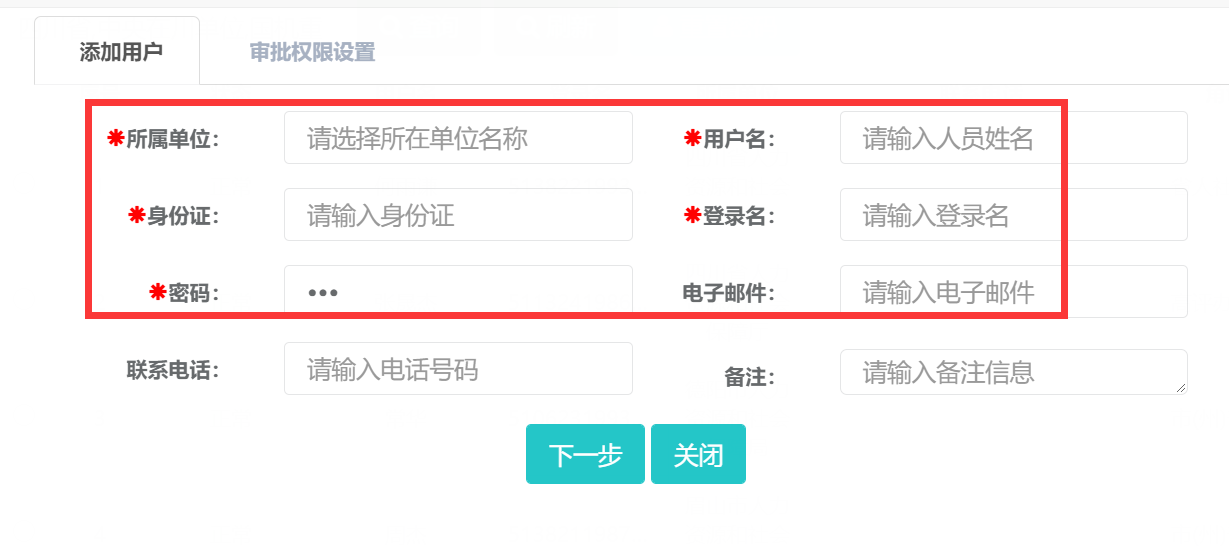 添加用户 审批权限设置
*所属单位： 请选择所在单位名称 *用户名： 请输入人员姓名
*身份证： 请输入身份证 *登录名： 请输入登录名
*密码： ••• 电子邮件： 请输入电子邮件
联系电话： 请输入电话号码 备注： 请输入备注信息
下一步 关闭